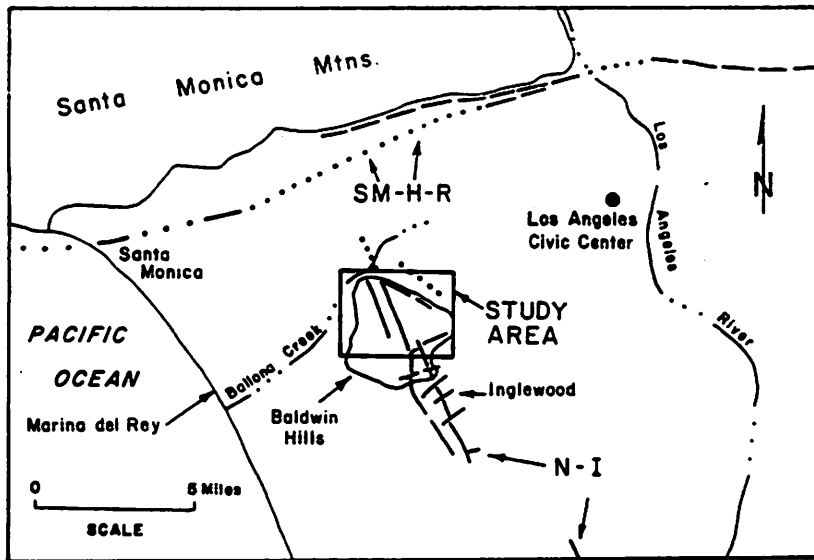 Santa Monica Mtns.
SM-H-R
N
Los Angeles River
Los Angeles
Civic Center
Santa
Monica
STUDY
AREA
PACIFIC
OCEAN
Ballona Creek
Marina del Rey
Baldwin
Hills
Inglewood
N-I
0 5 Miles
SCALE